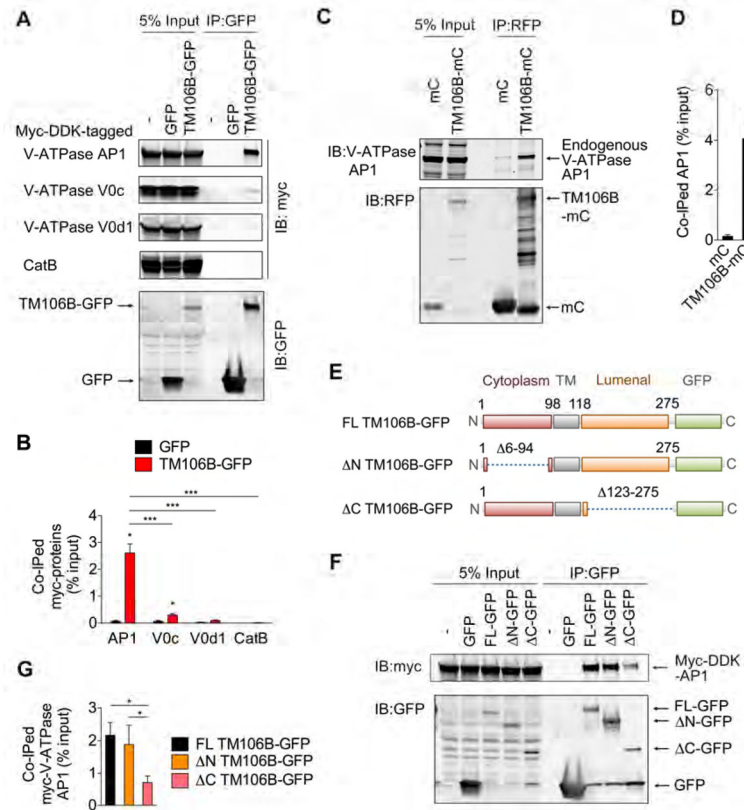 A
5% Input IP:GFP
- GFP TM106B-GFP - GFP TM106B-GFP
Myc-DDK-tagged
V-ATPase AP1
V-ATPase V0c
V-ATPase V0d1
CatB
IB: myc
TM106B-GFP
GFP
IB:GFP
B
GFP
TM106B-GFP
***
***
***
*
*
Co-IPed
myc-proteins
(% input)
4
3
2
1
0
AP1 V0c V0d1 CatB
C
5% Input IP:RFP
mC TM106B-mC mC TM106B-mC
IB:V-ATPase
AP1
Endogenous
V-ATPase
AP1
IB:RFP
TM106B
-mC
mC
D
Co-IPed AP1 (% input)
6
4
2
0
mC
TM106B-mC
E
Cytoplasm TM Lumenal GFP
1 98 118 275
FL TM106B-GFP N C
1 Δ6-94 275
ΔN TM106B-GFP N C
1 Δ123-275
ΔC TM106B-GFP N C
F
5% Input IP:GFP
- GFP FL-GFP ΔN-GFP ΔC-GFP - GFP FL-GFP ΔN-GFP ΔC-GFP
IB:myc
Myc-DDK
-AP1
IB:GFP
FL-GFP
ΔN-GFP
ΔC-GFP
GFP
G
Co-IPed
myc-V-ATPase
AP1 (% input)
3
2
1
0
*
*
FL TM106B-GFP
ΔN TM106B-GFP
ΔC TM106B-GFP